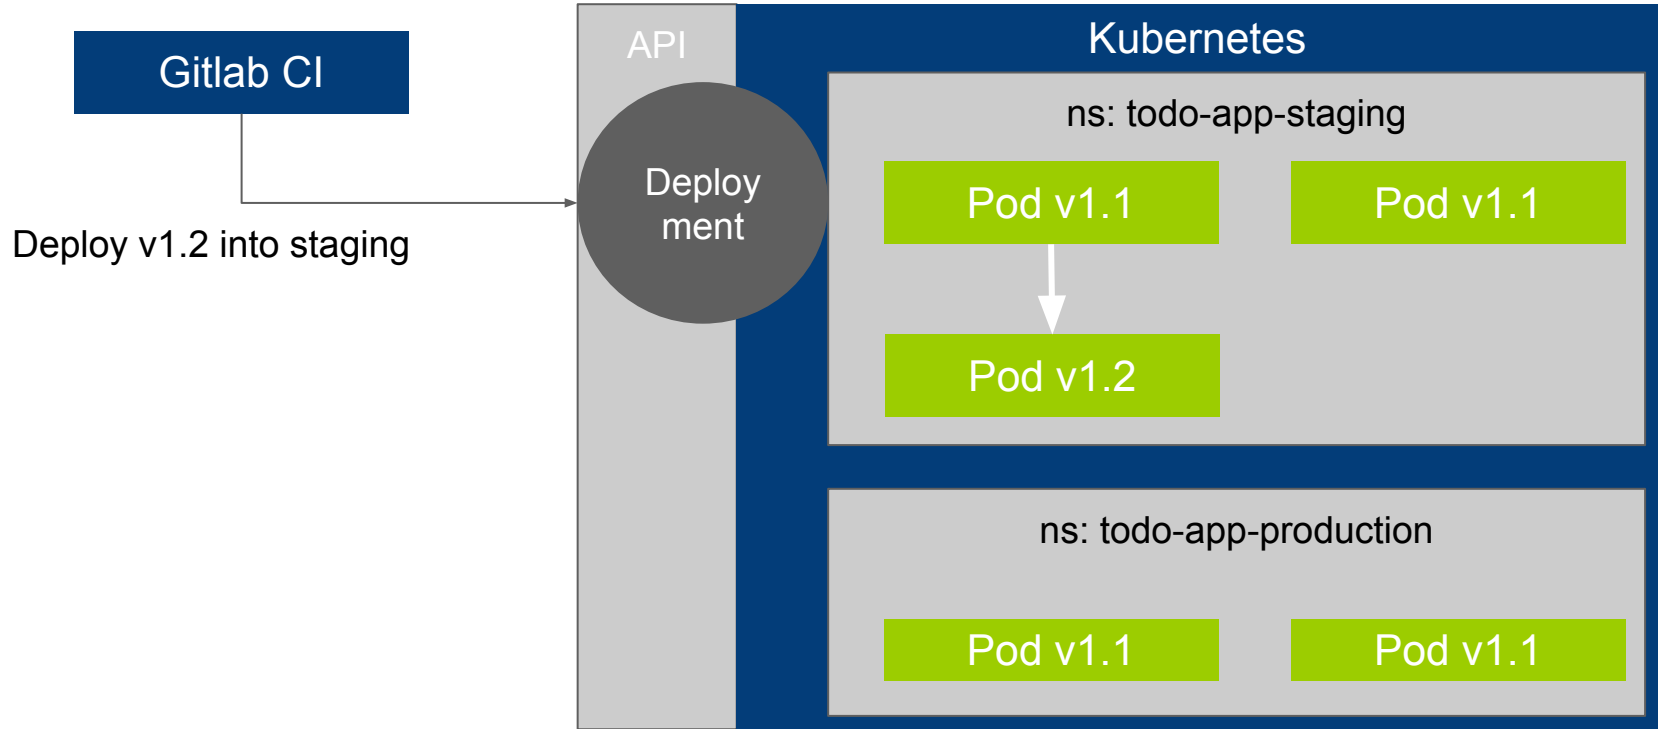 Gitlab CI
Deploy v1.2 into staging
API
Deploy
ment
Kubernetes
ns: todo-app-staging
Pod v1.1
Pod v1.1
Pod v1.2
ns: todo-app-production
Pod v1.1
Pod v1.1